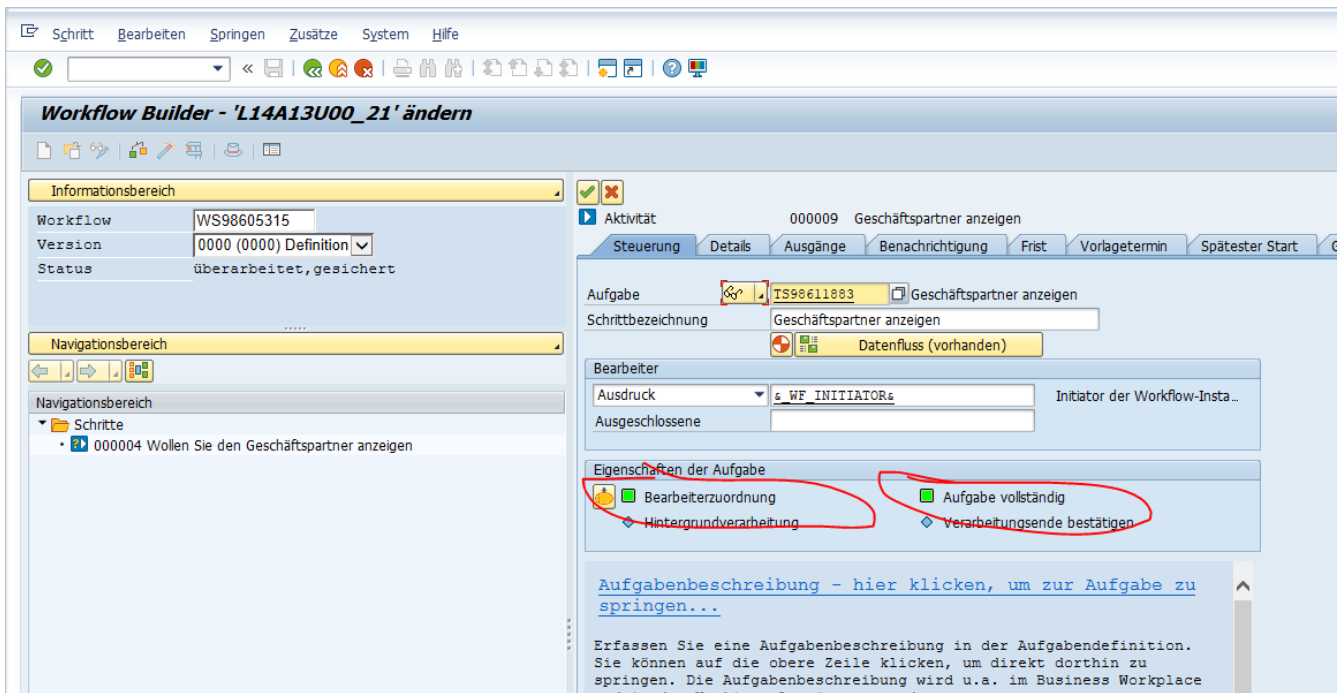 Schritt Bearbeiten Springen Zusätze System Hilfe
Workflow Builder - 'L14A13U00_21' ändern
Informationsbereich
Workflow WS98605315
Version 0000 (0000) Definition
Status überarbeitet,gesichert
Navigationsbereich
Navigationsbereich
Schritte
000004 Wollen Sie den Geschäftspartner anzeigen
Aktivität 000009 Geschäftspartner anzeigen
Steuerung Details Ausgänge Benachrichtigung Frist Vorlagetermin Spätester Start G
Aufgabe TS98611883 Geschäftspartner anzeigen
Schrittbezeichnung Geschäftspartner anzeigen
Datenfluss (vorhanden)
Bearbeiter
Ausdruck &_WF_INITIATOR& Initiator der Workflow-Insta…
Ausgeschlossene
Eigenschaften der Aufgabe
Bearbeiterzuordnung Aufgabe vollständig
Hintergrundverarbeitung Verarbeitungsende bestätigen
Aufgabenbeschreibung - hier klicken, um zur Aufgabe zu
springen...
Erfassen Sie eine Aufgabenbeschreibung in der Aufgabendefinition.
Sie können auf die obere Zeile klicken, um direkt dorthin zu
springen. Die Aufgabenbeschreibung wird u.a. im Business Workplace